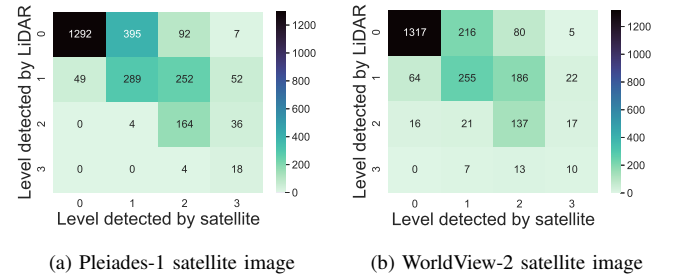 Level detected by LiDAR
0 1292 395 92 7
1 49 289 252 52
2 0 4 164 36
3 0 0 4 18
0 1 2 3
Level detected by satellite
1200
1000
800
600
400
200
0
(a) Pleiades-1 satellite image
Level detected by LiDAR
0 1317 216 80 5
1 64 255 186 22
2 16 21 137 17
3 0 7 13 10
0 1 2 3
Level detected by satellite
1200
1000
800
600
400
200
0
(b) WorldView-2 satellite image